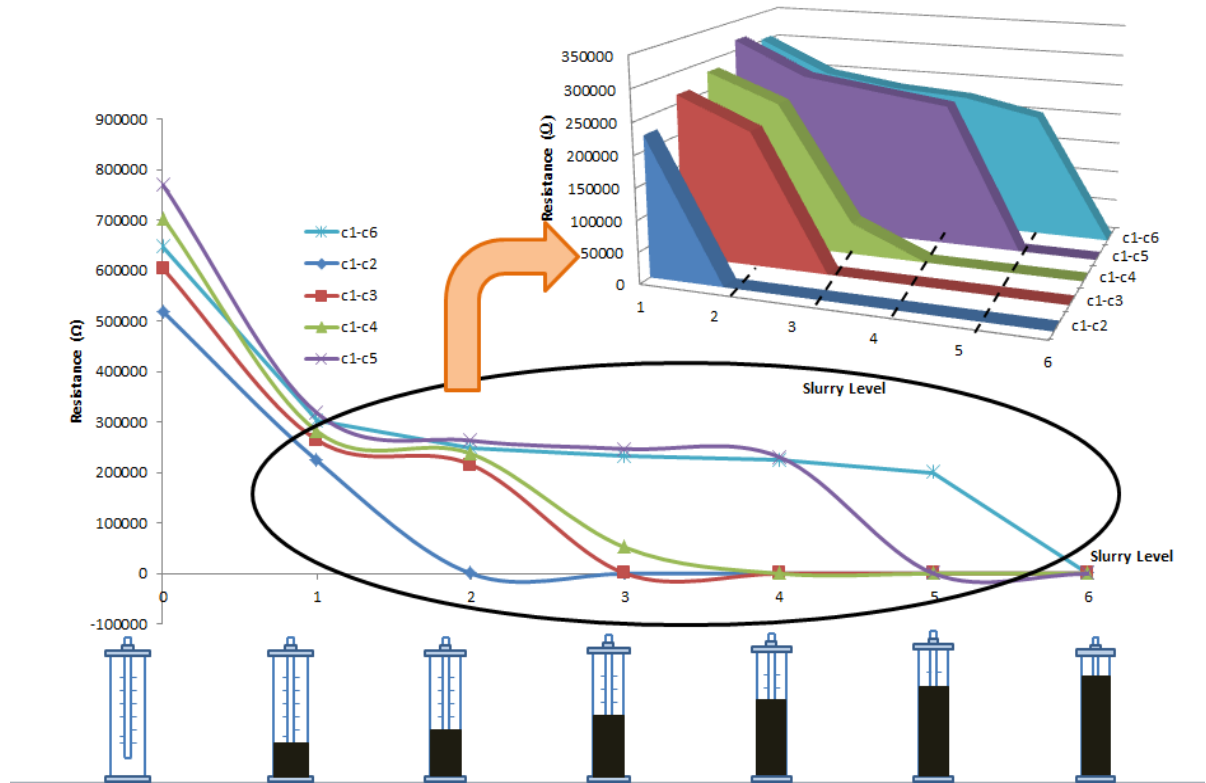 350000
300000
250000
200000
150000
100000
50000
0
Resistance (Ω)
1
2
3
4
5
6
c1-c6
c1-c5
c1-c4
c1-c3
c1-c2
Slurry Level
900000
800000
700000
600000
500000
400000
300000
200000
100000
0
-100000
Resistance (Ω)
c1-c6
c1-c2
c1-c3
c1-c4
c1-c5
Slurry Level
0
1
2
3
4
5
6